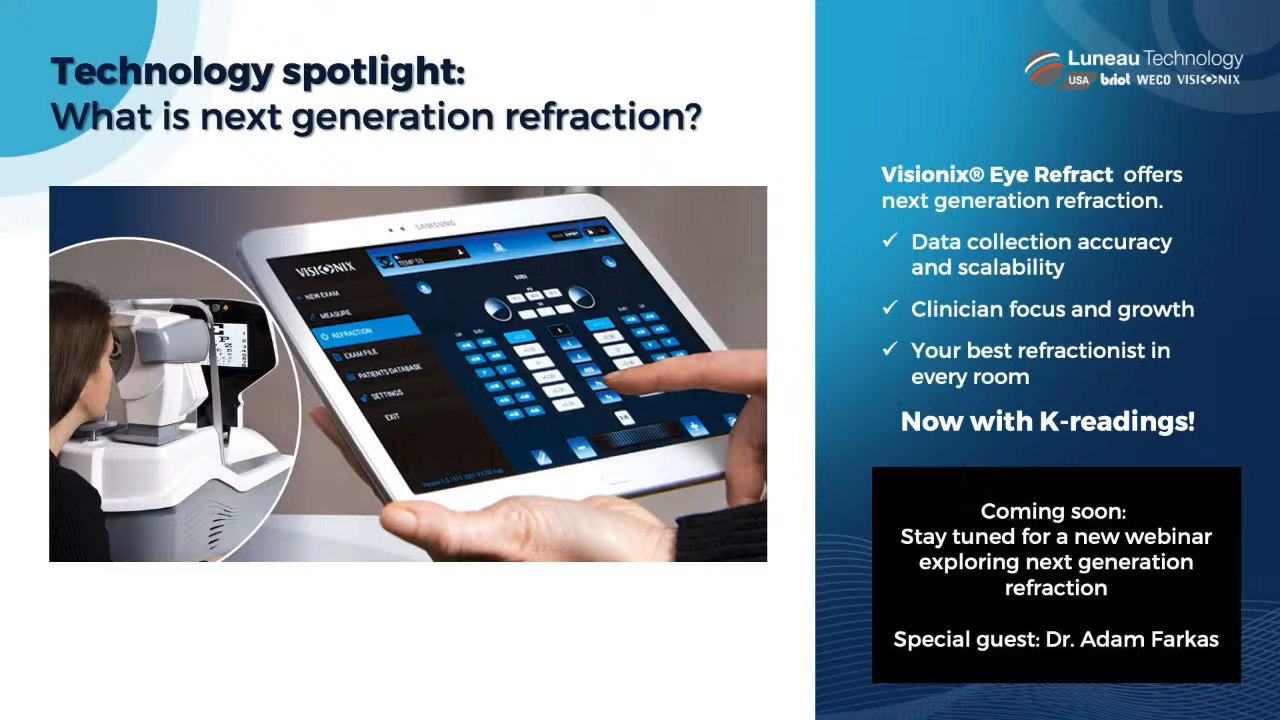 Technology spotlight:
What is next generation refraction?
Luneau Technology
USA briot WECO VISIONIX
Visionix® Eye Refract offers
next generation refraction.
✓ Data collection accuracy
and scalability
✓ Clinician focus and growth
✓ Your best refractionist in
every room
Now with K-readings!
Coming soon:
Stay tuned for a new webinar
exploring next generation
refraction
Special guest: Dr. Adam Farkas
SAMSUNG
VISIONIX
NEW EXAM
MEASURE
REFRACTION
EXAM FILE
PATIENTS DATABASE
SETTINGS
EXIT